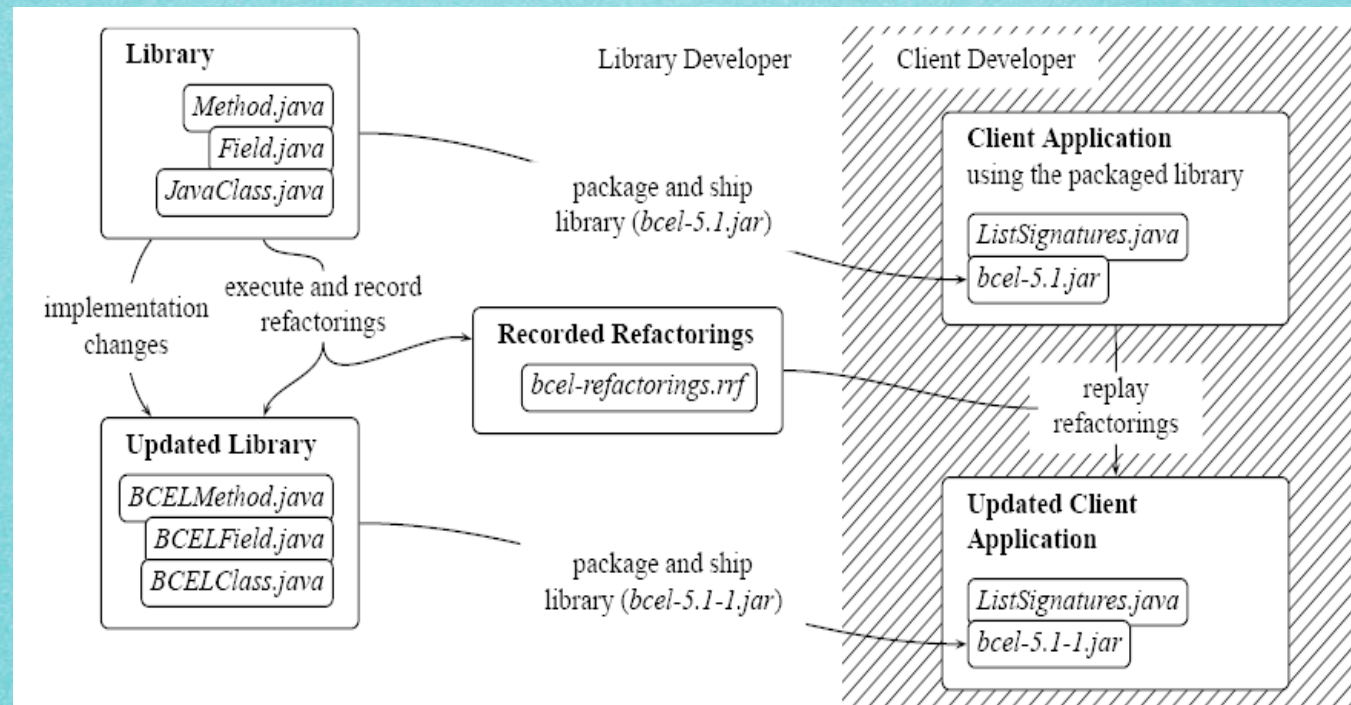 Library
Method.java
Field.java
JavaClass.java
Library Developer
Client Developer
package and ship
library (bcel-5.1.jar)
Client Application
using the packaged library
ListSignatures.java
bcel-5.1.jar
implementation
changes
execute and record
refactorings
Recorded Refactorings
bcel-refactorings.rrf
replay
refactorings
Updated Library
BCELMethod.java
BCELField.java
BCELClass.java
package and ship
library (bcel-5.1-1.jar)
Updated Client
Application
ListSignatures.java
bcel-5.1-1.jar